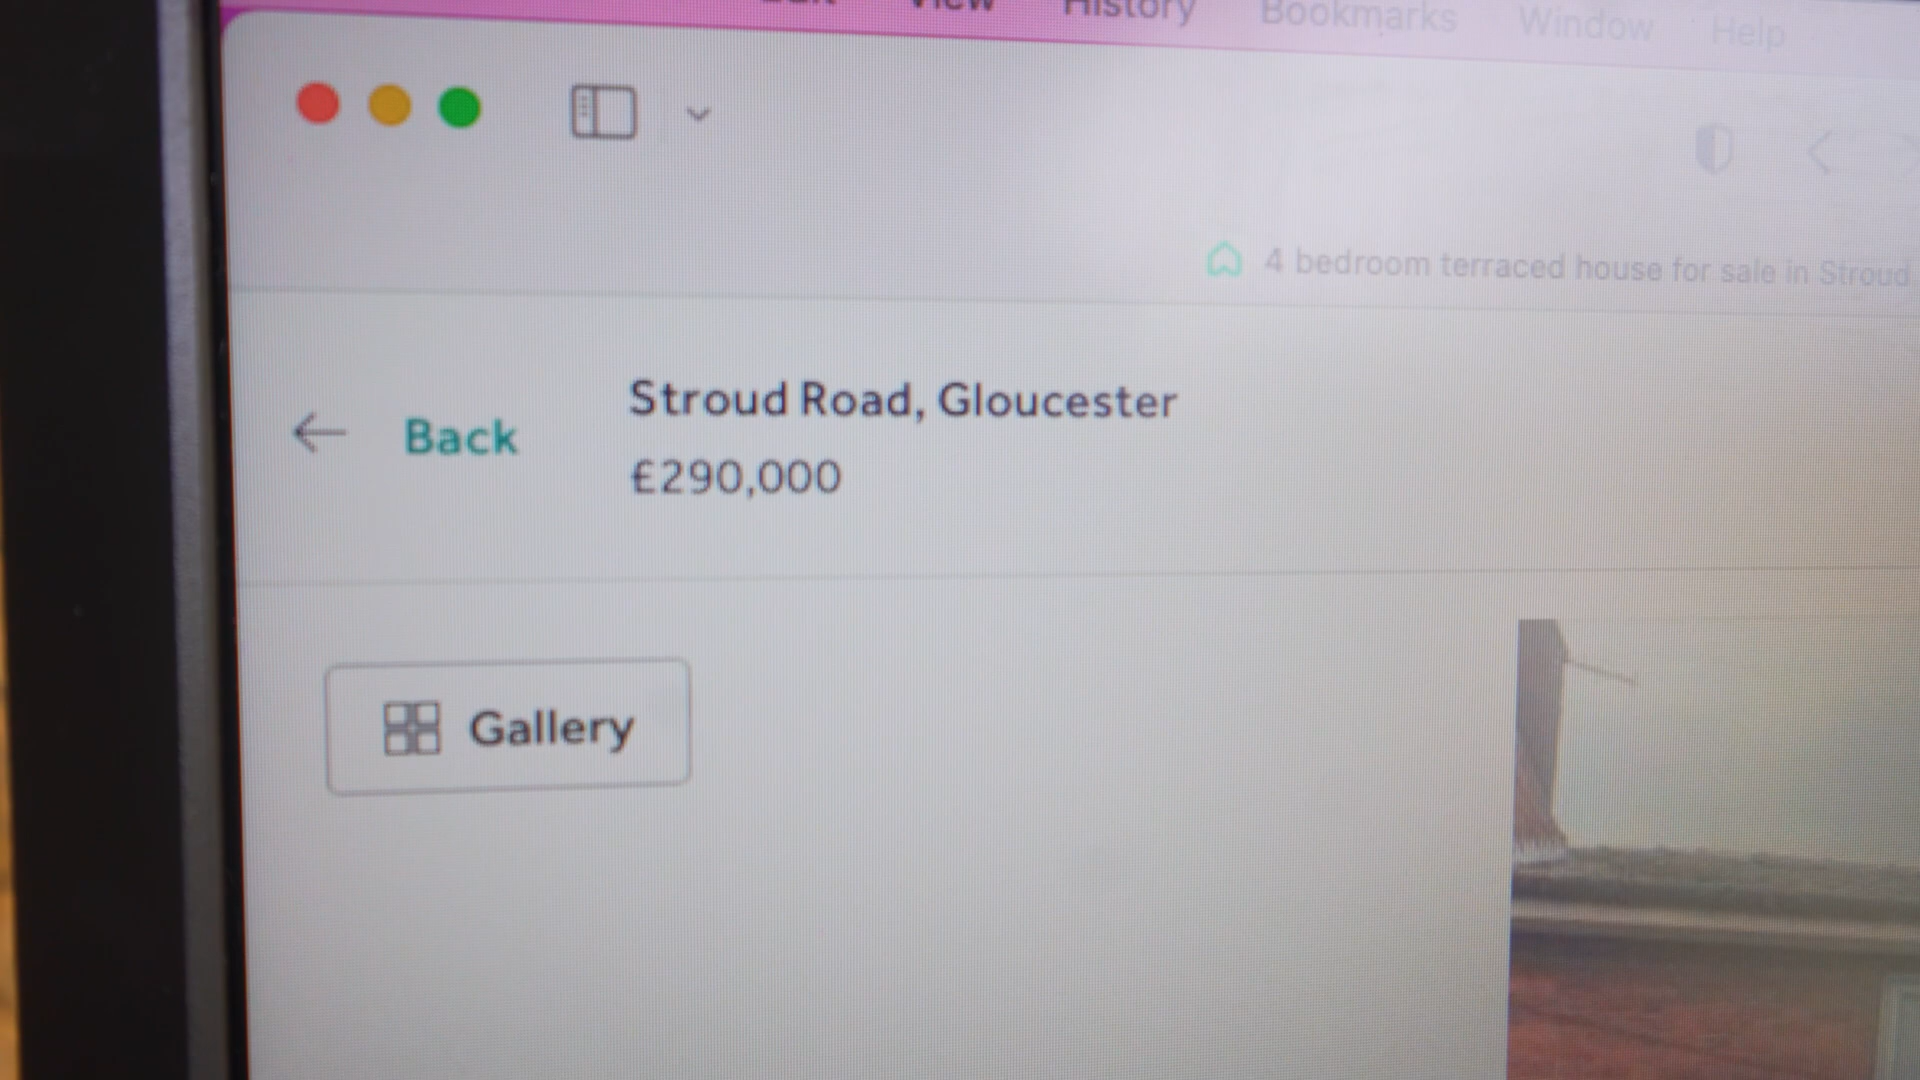 View History Bookmarks Window Help
4 bedroom terraced house for sale in Stroud
Stroud Road, Gloucester
Back
£290,000
Gallery